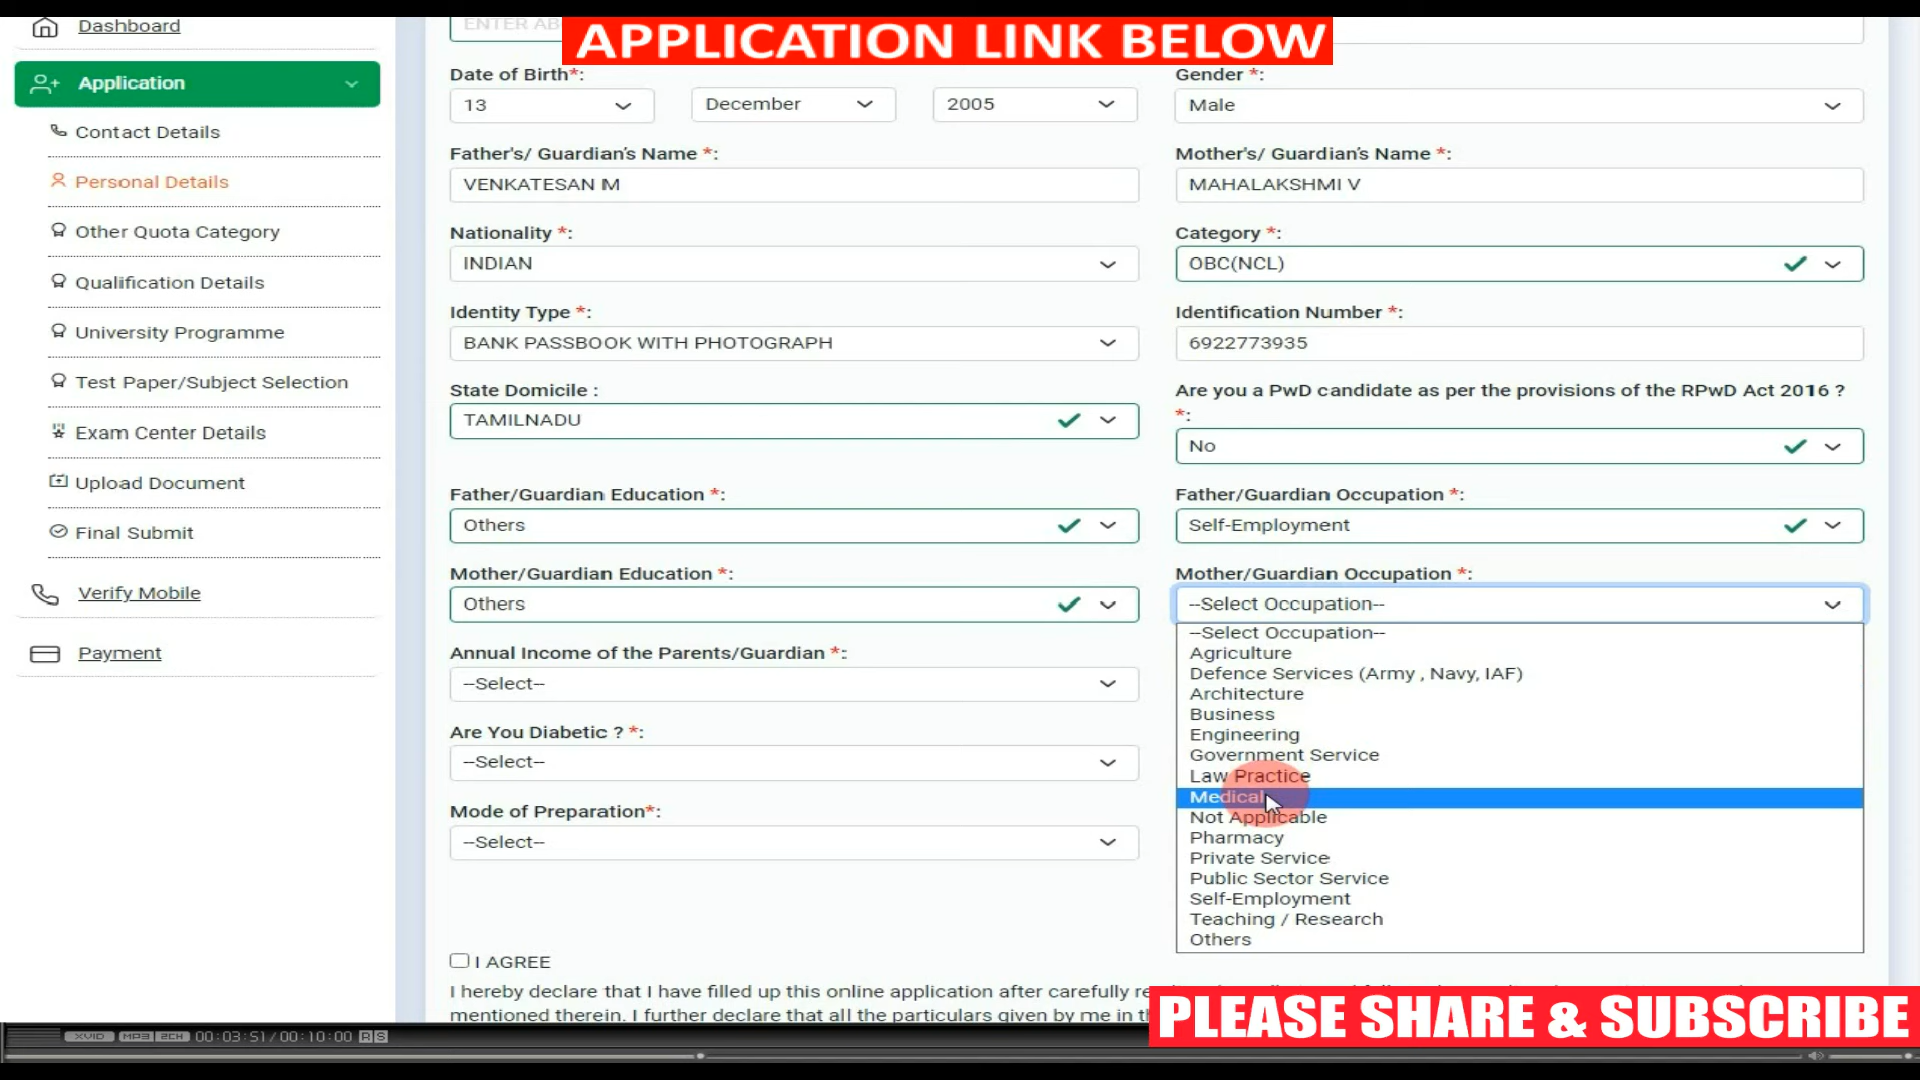 Dashboard
APPLICATION LINK BELOW
Application
Contact Details
Personal Details
Other Quota Category
Qualification Details
University Programme
Test Paper/Subject Selection
Exam Center Details
Upload Document
Final Submit
Verify Mobile
Payment
ENTER AB
Date of Birth*:
Gender *:
13
December
2005
Male
Father's/ Guardian's Name *:
Mother's/ Guardian's Name *:
VENKATESAN M
MAHALAKSHMI V
Nationality *:
Category *:
INDIAN
OBC(NCL)
Identity Type *:
Identification Number *:
BANK PASSBOOK WITH PHOTOGRAPH
6922773935
State Domicile :
Are you a PwD candidate as per the provisions of the RPwD Act 2016 ?
*:
TAMILNADU
No
Father/Guardian Education *:
Father/Guardian Occupation *:
Others
Self-Employment
Mother/Guardian Education *:
Mother/Guardian Occupation *:
Others
--Select Occupation--
--Select Occupation--
Agriculture
Defence Services (Army , Navy, IAF)
Architecture
Business
Engineering
Government Service
Law Practice
Medical
Not Applicable
Pharmacy
Private Service
Public Sector Service
Self-Employment
Teaching / Research
Others
Annual Income of the Parents/Guardian *:
--Select--
Are You Diabetic ? *:
--Select--
Mode of Preparation*:
--Select--
I AGREE
I hereby declare that I have filled up this online application after carefully
mentioned therein. I further declare that all the particulars given by me in
PLEASE SHARE & SUBSCRIBE
XVID MP3 2CH 00:03:51/00:10:00 R S